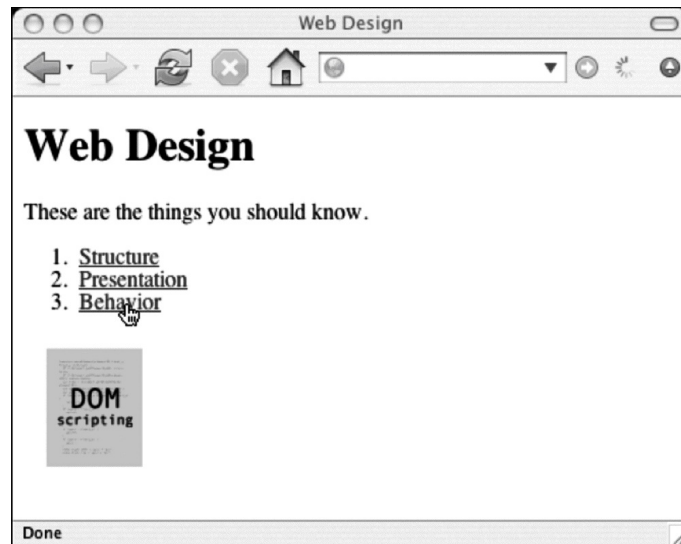 Web Design
Web Design
These are the things you should know.
1. Structure
2. Presentation
3. Behavior
DOM
scripting
Done